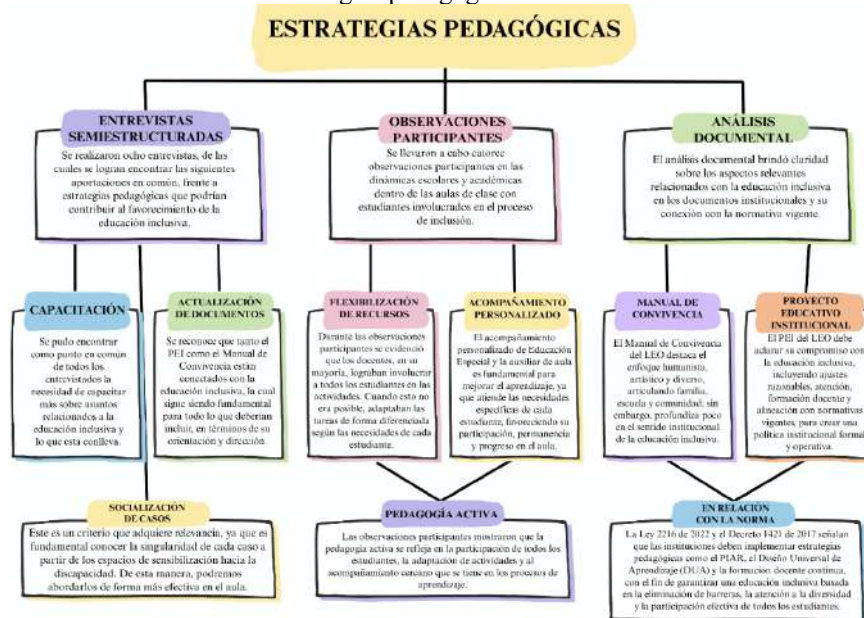 ESTRATEGIAS PEDAGÓGICAS
ENTREVISTAS
SEMIESTRUCTURADAS
Se realizaron ocho entrevistas, de las
cuales se logran encontrar las siguientes
aportaciones en común, frente a
estrategias pedagógicas que podrían
contribuir al favorecimiento de la
educación inclusiva.
OBSERVACIONES
PARTICIPANTES
Se llevaron a cabo catorce
observaciones participantes en las
dinámicas escolares y académicas
dentro de las aulas de clase con
estudiantes involucrados en el proceso
de inclusión.
ANÁLISIS
DOCUMENTAL
El análisis documental brindó claridad
sobre los aspectos relevantes
relacionados con la educación inclusiva
en los documentos institucionales y su
conexión con la normativa vigente.
CAPACITACIÓN
Se pudo encontrar
como punto en común
de todos los
entrevistados la
necesidad de capacitar
más sobre asuntos
relacionados a la
educación inclusiva y
lo que esta conlleva.
ACTUALIZACIÓN
DE DOCUMENTOS
Se reconoce que tanto el
PEI como el Manual de
Convivencia están
conectados con la
educación inclusiva, la cual
sigue siendo fundamental
para todo lo que deberían
incluir, en términos de su
orientación y dirección.
FLEXIBILIZACIÓN
DE RECURSOS
Durante las observaciones
participantes se evidenció
que los docentes, en su
mayoría, lograban involucrar
a todos los estudiantes en las
actividades. Cuando esto no
era posible, adaptaban las
tareas de forma diferenciada
según las necesidades de cada
estudiante.
ACOMPAÑAMIENTO
PERSONALIZADO
El acompañamiento
personalizado de Educación
Especial y la auxiliar de aula
es fundamental para
mejorar el aprendizaje, ya
que atiende las necesidades
específicas de cada
estudiante, favoreciendo su
participación, permanencia
y progreso en el aula.
MANUAL DE
CONVIVENCIA
El Manual de Convivencia
del LEO destaca el
enfoque humanista,
artístico y diverso,
articulando familia,
escuela y comunidad; sin
embargo, profundiza poco
en el sentido institucional
de la educación inclusiva.
PROYECTO
EDUCATIVO
INSTITUCIONAL
El PEI del LEO debe
aclarar su compromiso con
la educación inclusiva,
incluyendo ajustes
razonables, atención,
formación docente y
alineación con normativas
vigentes, para crear una
política institucional formal
y operativa.
SOCIALIZACIÓN
DE CASOS
Este es un criterio que adquiere relevancia, ya que es
fundamental conocer la singularidad de cada caso a
partir de los espacios de sensibilización hacia la
discapacidad. De esta manera, podremos
abordarlos de forma más efectiva en el aula.
PEDAGOGÍA ACTIVA
Las observaciones participantes mostraron que la
pedagogía activa se refleja en la participación de todos los
estudiantes, la adaptación de actividades y al
acompañamiento cercano que se tiene en los procesos de
aprendizaje.
EN RELACIÓN
CON LA NORMA
La Ley 2216 de 2022 y el Decreto 1421 de 2017 señalan
que las instituciones deben implementar estrategias
pedagógicas como el PIAR, el Diseño Universal de
Aprendizaje (DUA) y la formación docente continua,
con el fin de garantizar una educación inclusiva basada
en la eliminación de barreras, la atención a la diversidad
y la participación efectiva de todos los estudiantes.